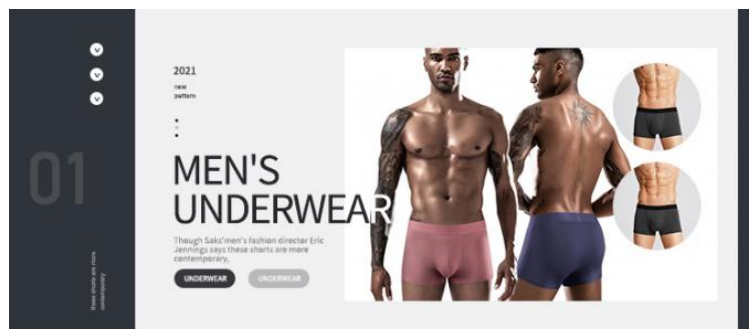 01
these shorts are more
contemporary,
2021
new
pattern
MEN'S
UNDERWEAR
Though Saks'men's fashion director Eric
Jennings says these shorts are more
contemporary,
UNDERWEAR
UNDERWEAR